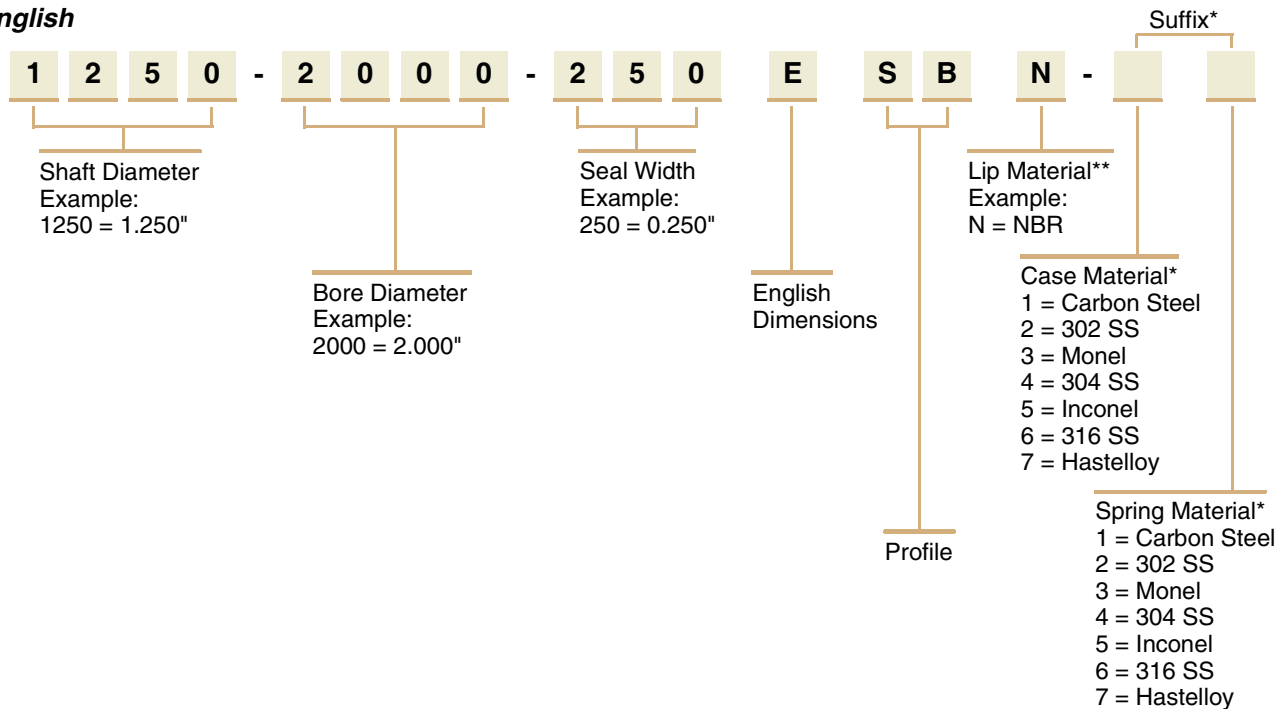 nglish
Suffix*
1 2 5 0 - 2 0 0 0 - 2 5 0 E S B N -
Shaft Diameter
Example:
1250 = 1.250"
Bore Diameter
Example:
2000 = 2.000"
Seal Width
Example:
250 = 0.250"
English
Dimensions
Profile
Lip Material**
Example:
N = NBR
Case Material*
1 = Carbon Steel
2 = 302 SS
3 = Monel
4 = 304 SS
5 = Inconel
6 = 316 SS
7 = Hastelloy
Spring Material*
1 = Carbon Steel
2 = 302 SS
3 = Monel
4 = 304 SS
5 = Inconel
6 = 316 SS
7 = Hastelloy